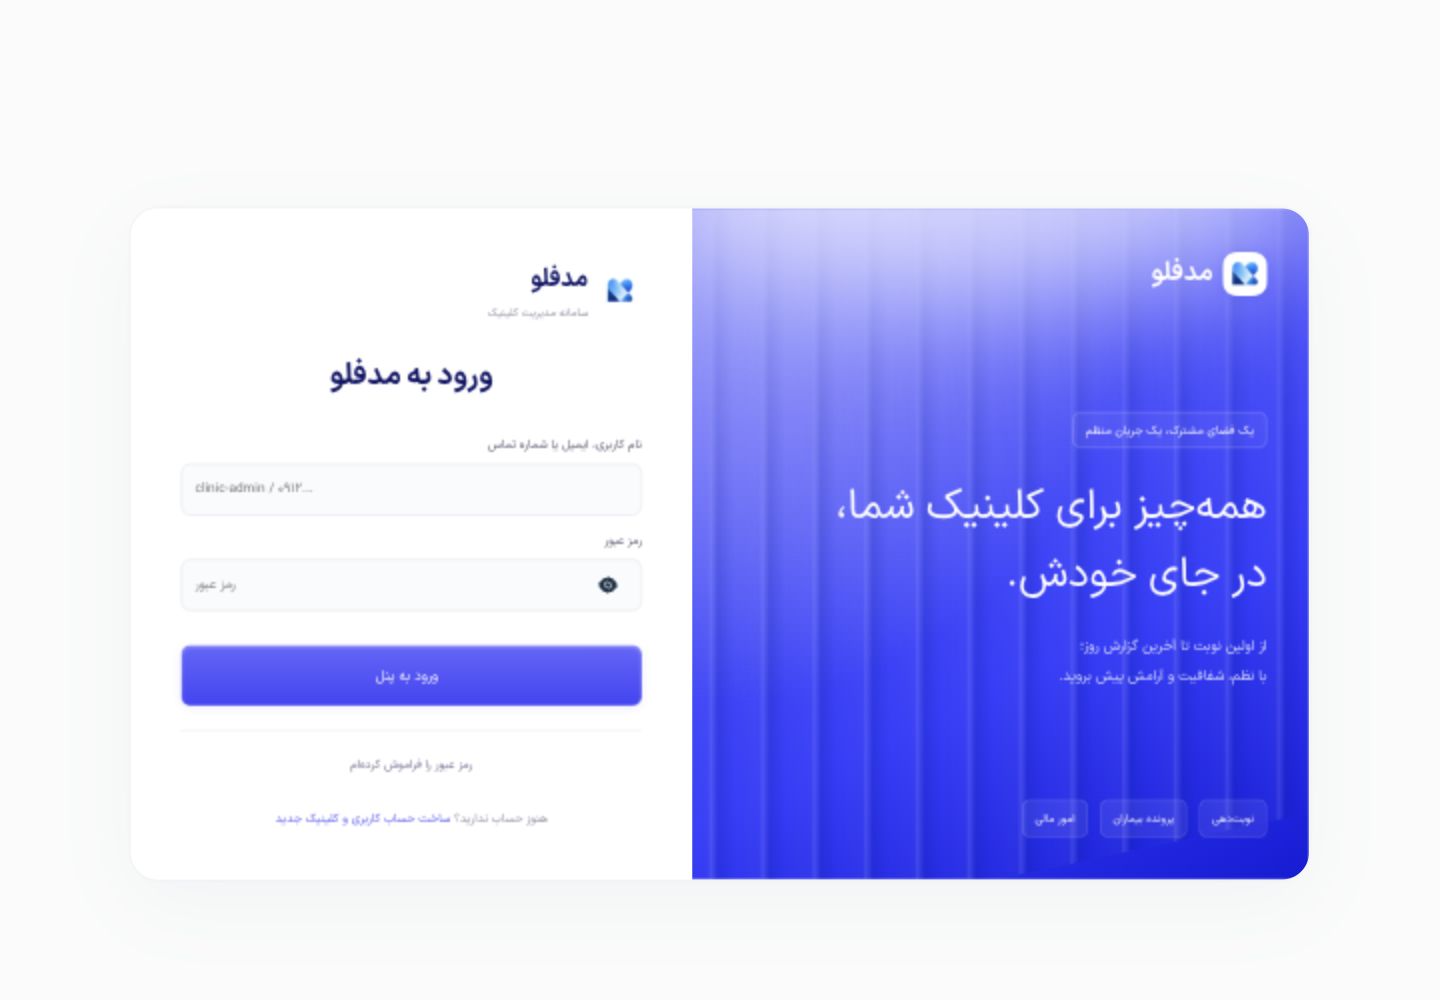 مدفلو
یک فضای مشترک، یک جریان منظم
همه‌چیز برای کلینیک شما،
در جای خودش.
از اولین نوبت تا آخرین گزارش روز؛
با نظم، شفافیت و آرامش پیش بروید.
نوبت‌دهی
پرونده بیماران
امور مالی
مدفلو
سامانه مدیریت کلینیک
ورود به مدفلو
نام کاربری، ایمیل یا شماره تماس
clinic-admin / ۰۹۱۲...
رمز عبور
رمز عبور
ورود به پنل
رمز عبور را فراموش کرده‌ام
هنوز حساب ندارید؟ ساخت حساب کاربری و کلینیک جدید